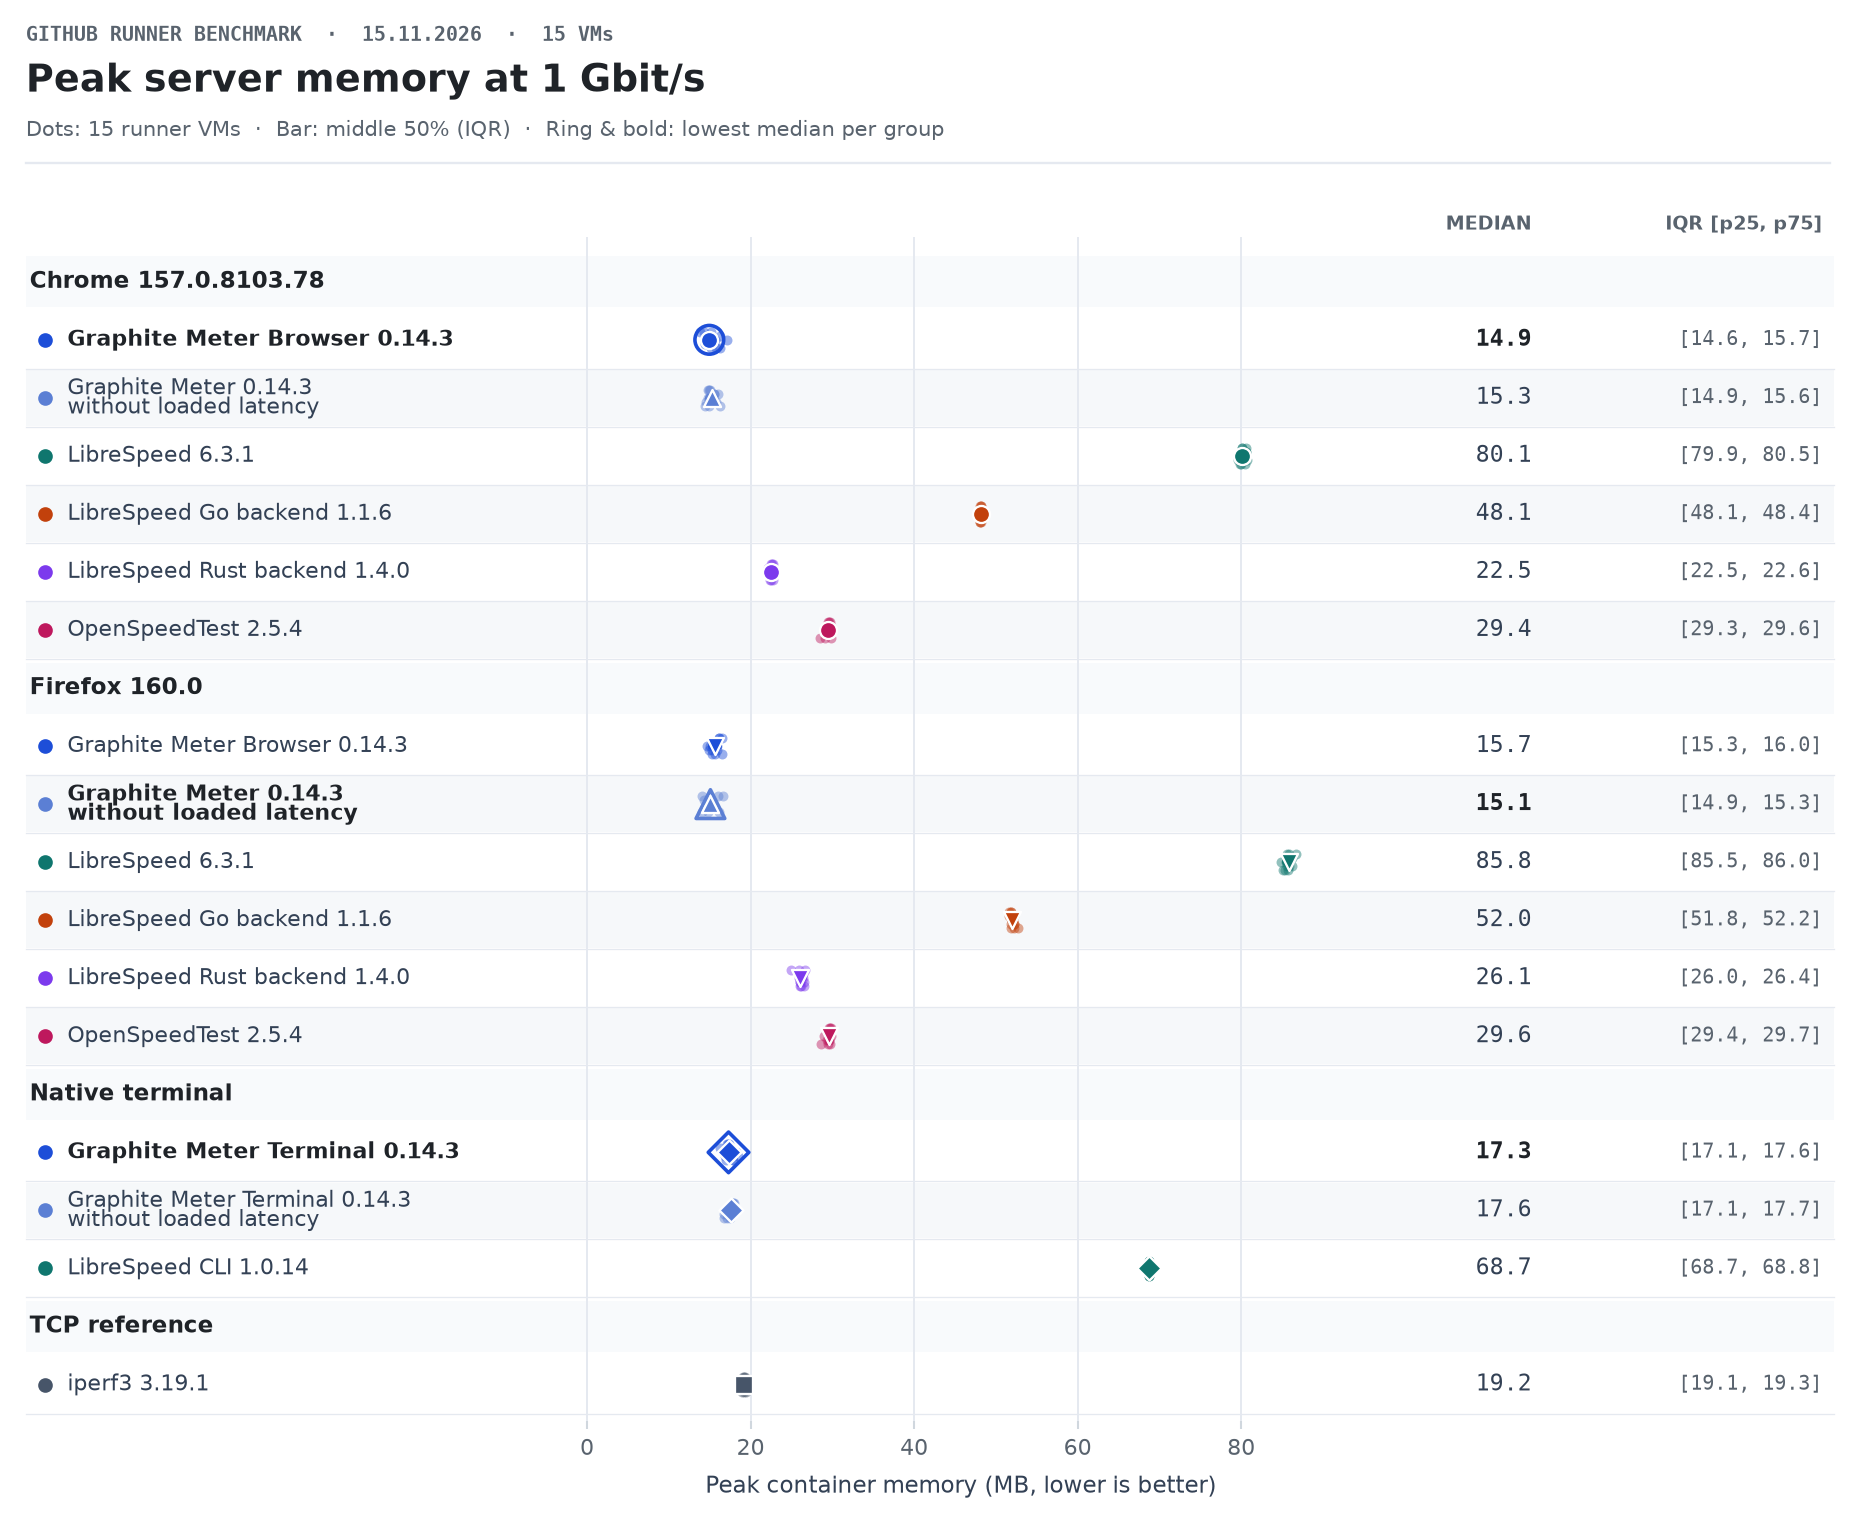 GITHUB RUNNER BENCHMARK · 15.11.2026 · 15 VMs
Peak server memory at 1 Gbit/s
Dots: 15 runner VMs · Bar: middle 50% (IQR) · Ring & bold: lowest median per group
MEDIAN IQR [p25, p75]
Chrome 157.0.8103.78
Graphite Meter Browser 0.14.3 14.9 [14.6, 15.7]
Graphite Meter 0.14.3
without loaded latency 15.3 [14.9, 15.6]
LibreSpeed 6.3.1 80.1 [79.9, 80.5]
LibreSpeed Go backend 1.1.6 48.1 [48.1, 48.4]
LibreSpeed Rust backend 1.4.0 22.5 [22.5, 22.6]
OpenSpeedTest 2.5.4 29.4 [29.3, 29.6]
Firefox 160.0
Graphite Meter Browser 0.14.3 15.7 [15.3, 16.0]
Graphite Meter 0.14.3
without loaded latency 15.1 [14.9, 15.3]
LibreSpeed 6.3.1 85.8 [85.5, 86.0]
LibreSpeed Go backend 1.1.6 52.0 [51.8, 52.2]
LibreSpeed Rust backend 1.4.0 26.1 [26.0, 26.4]
OpenSpeedTest 2.5.4 29.6 [29.4, 29.7]
Native terminal
Graphite Meter Terminal 0.14.3 17.3 [17.1, 17.6]
Graphite Meter Terminal 0.14.3
without loaded latency 17.6 [17.1, 17.7]
LibreSpeed CLI 1.0.14 68.7 [68.7, 68.8]
TCP reference
iperf3 3.19.1 19.2 [19.1, 19.3]
0 20 40 60 80
Peak container memory (MB, lower is better)